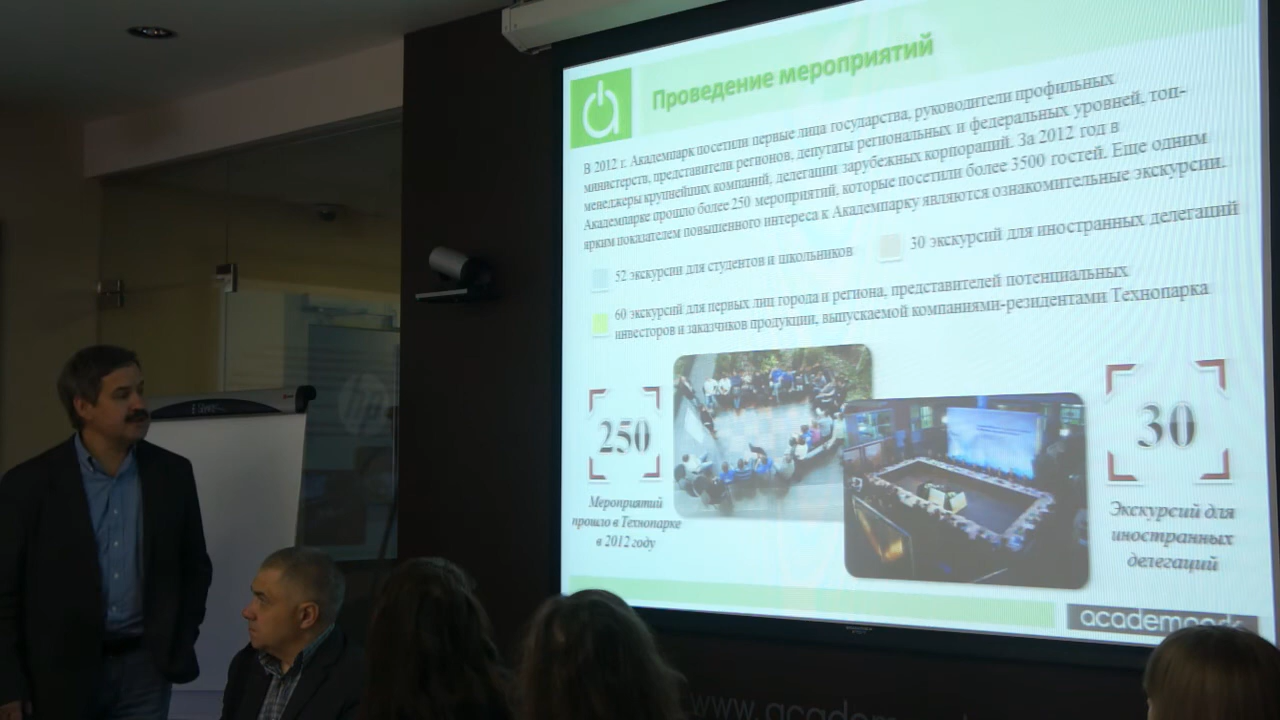 Проведение мероприятий
В 2012 г. Академпарк посетили первые лица государства, руководители профильных
министерств, представители регионов, депутаты региональных и федеральных уровней, топ-
менеджеры крупнейших компаний, делегации зарубежных корпораций. За 2012 год в
Академпарке прошло более 250 мероприятий, которые посетили более 3500 гостей. Еще одним
ярким показателем повышенного интереса к Академпарку являются ознакомительные экскурсии.
52 экскурсии для студентов и школьников
30 экскурсий для иностранных делегаций
60 экскурсий для первых лиц города и региона, представителей потенциальных
инвесторов и заказчиков продукции, выпускаемой компаниями-резидентами Технопарка
250
Мероприятий
прошло в Технопарке
в 2012 году
30
Экскурсий для
иностранных
делегаций
academpark
hp